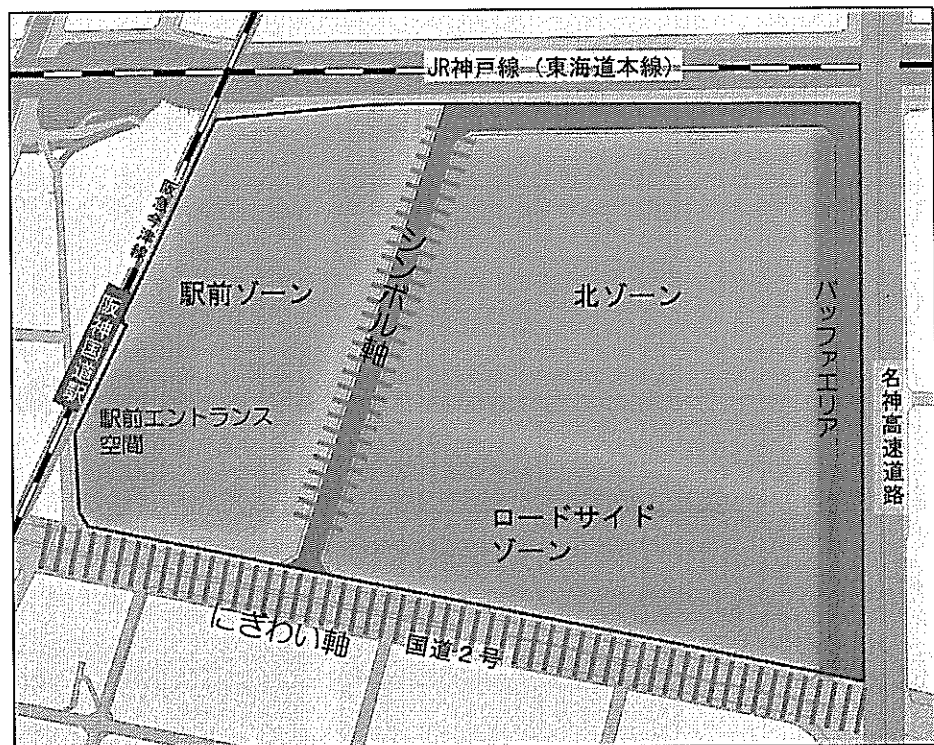 JR神戸線(東海道本線)
阪急今津線
阪神国道駅
駅前ゾーン
シンボル軸
北ゾーン
バッファエリア
名神高速道路
駅前エントランス
空間
ロードサイド
ゾーン
にぎわい軸
国道2号